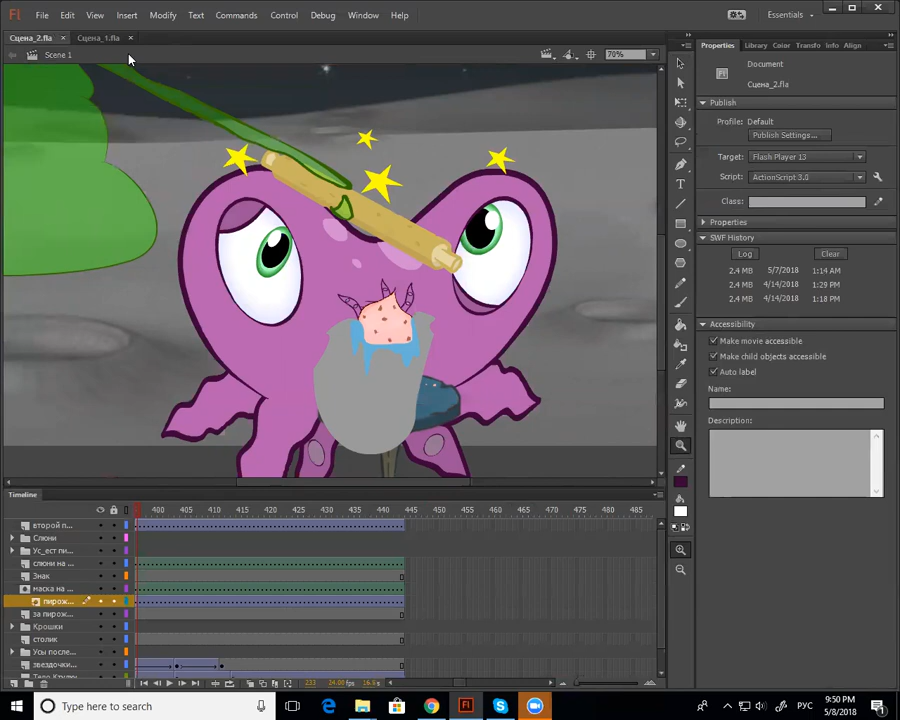 Fl File Edit View Insert Modify Text Commands Control Debug Window Help Essentials
Сцена_2.fla × Сцена_1.fla ×
Scene 1 70%
Properties Library Color Transfo Info Align
Document
Сцена_2.fla
Publish
Profile: Default
Publish Settings...
Target: Flash Player 13
Script: ActionScript 3.0
Class:
Properties
SWF History
Log Clear
2.4 MB 5/7/2018 1:14 AM
2.4 MB 4/14/2018 1:29 PM
2.4 MB 4/14/2018 1:18 PM
Accessibility
Make movie accessible
Make child objects accessible
Auto label
Name:
Description:
Timeline
400 405 410 415 420 425 430 435 440 445 450 455 460 465 470 475 480 485
второй п...
Слюни
Ус_ест пи...
слюни на ...
Знак
маска на ...
пирож...
за пирож...
Крошки
столик
Усы после...
звездочки...
233 24.00 fps
Type here to search
Fl
РУС
9:50 PM
5/8/2018